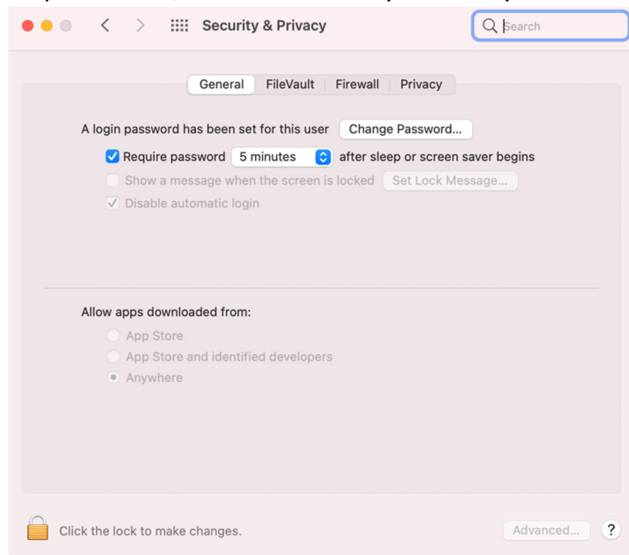 Security & Privacy
Search
General FileVault Firewall Privacy
A login password has been set for this user Change Password...
Require password 5 minutes after sleep or screen saver begins
Show a message when the screen is locked Set Lock Message...
Disable automatic login
Allow apps downloaded from:
App Store
App Store and identified developers
Anywhere
Click the lock to make changes.
Advanced... ?